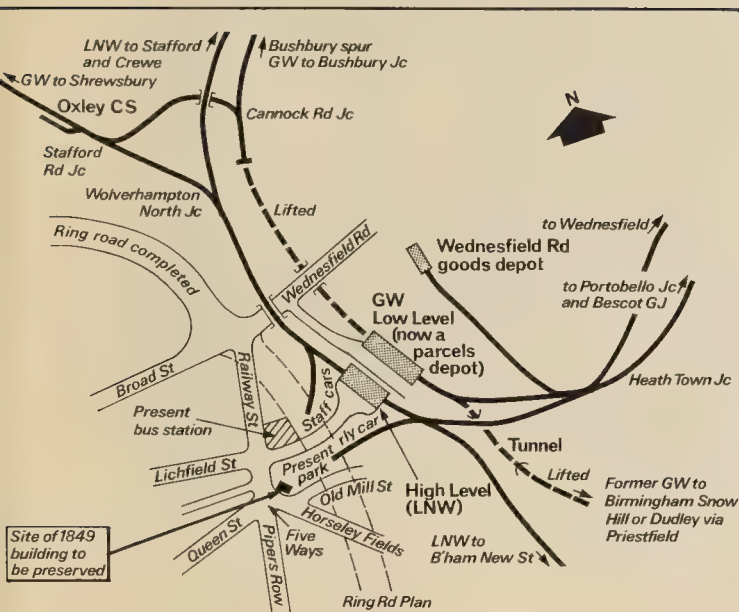 LNW to Stafford
and Crewe
Bushbury spur
GW to Bushbury Jc
GW to Shrewsbury
Oxley CS
Cannock Rd Jc
N
Stafford
Rd Jc
Wolverhampton
North Jc
Lifted
to Wednesfield
Ring road completed
Wednesfield Rd
Wednesfield Rd
goods depot
to Portobello Jc
and Bescot GJ
GW
Low Level
(now a
parcels
depot)
Heath Town Jc
Broad St
Railway St
Staff cars
Present
bus station
Tunnel
Lichfield St
Present rly car
park
Lifted
Old Mill St
High Level
(LNW)
Former GW to
Birmingham Snow
Hill or Dudley via
Priestfield
Site of 1849
building to
be preserved
Queen St
Five
Ways
Horseley Fields
Pipers Row
LNW to
B'ham New St
Ring Rd Plan